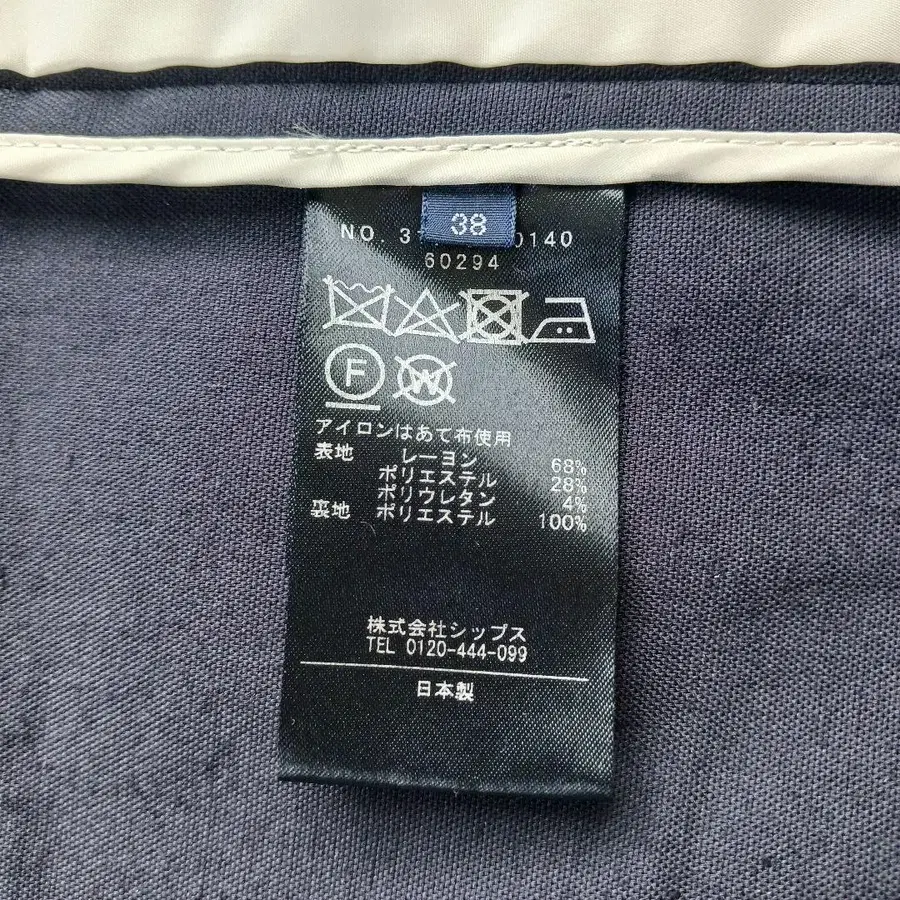 38
NO. 31 0140
60294
F W
アイロンはあて布使用
表地 レーヨン 68%
ポリエステル 28%
ポリウレタン 4%
裏地 ポリエステル 100%
株式会社シップス
TEL 0120-444-099
日本製